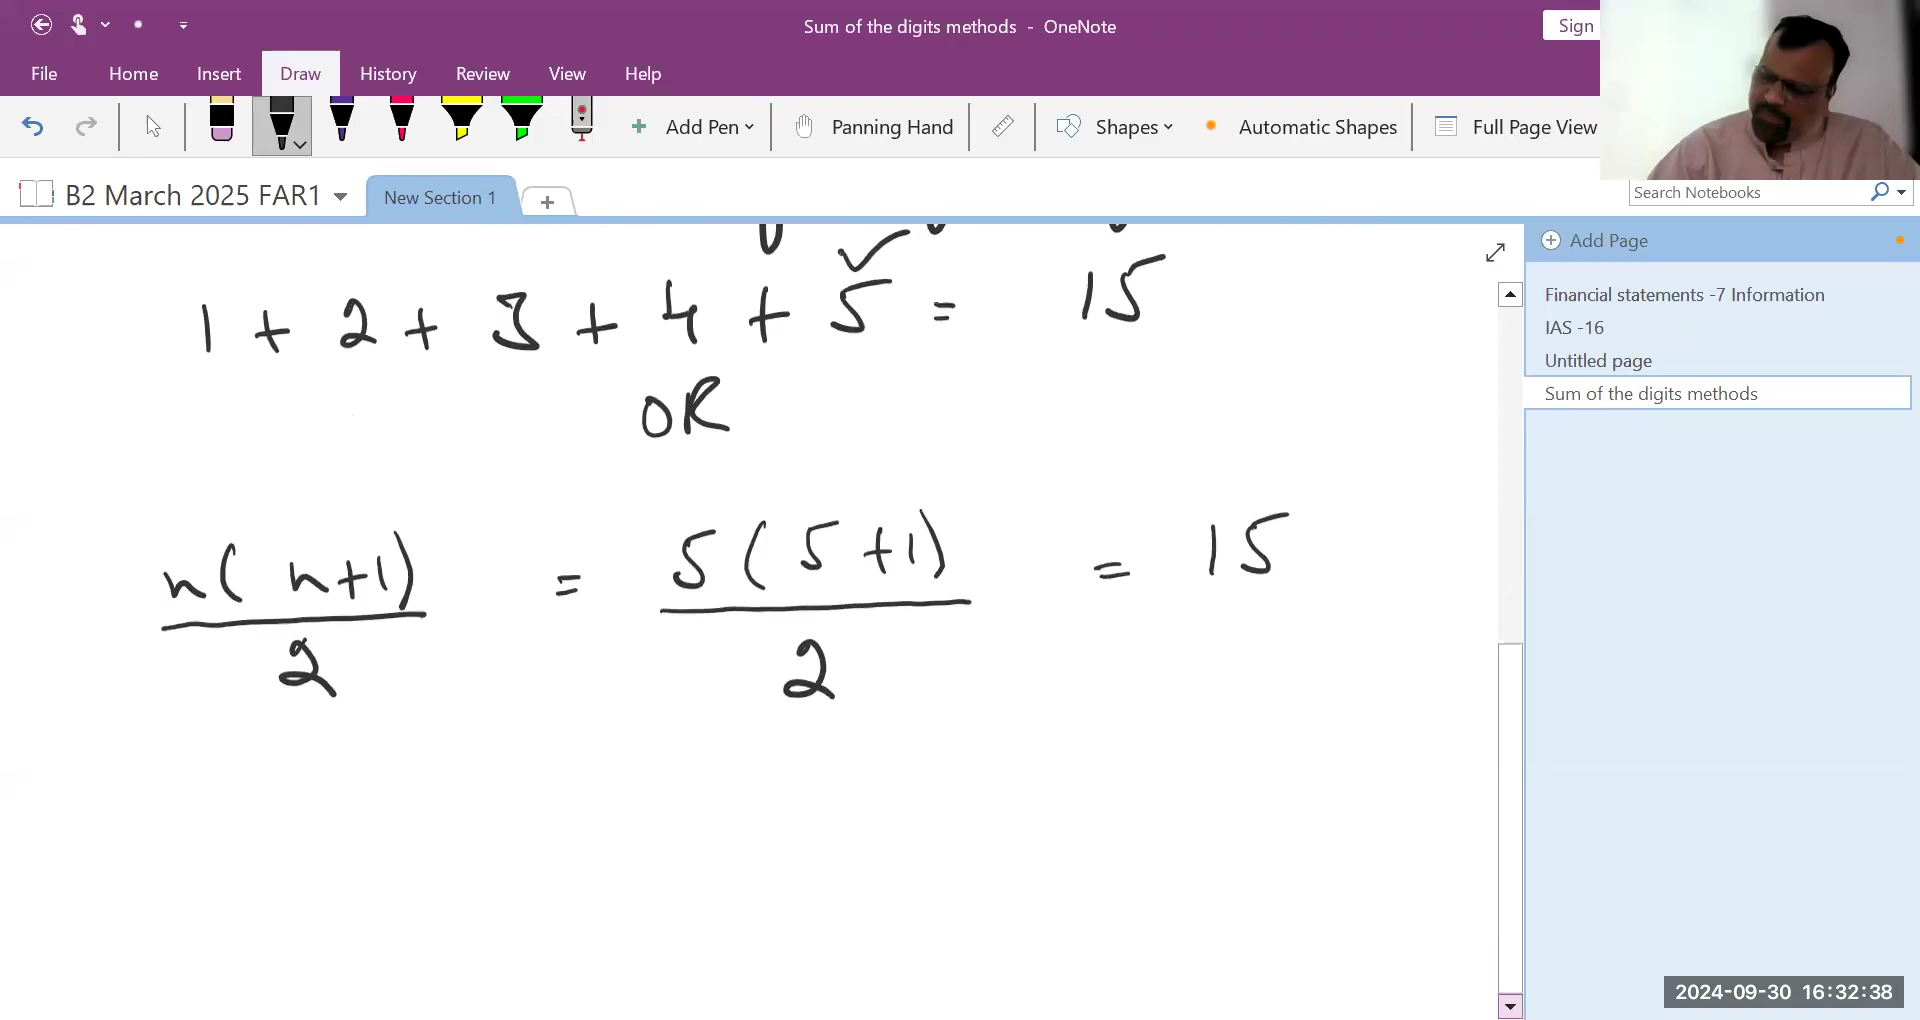 Sum of the digits methods - OneNote
Sign
File Home Insert Draw History Review View Help
Add Pen Panning Hand Shapes Automatic Shapes Full Page View
B2 March 2025 FAR1 New Section 1
Search Notebooks
Add Page
Financial statements -7 Information
IAS -16
Untitled page
Sum of the digits methods
1 + 2 + 3 + 4 + 5 = 15
OR
n( n+1) = 5( 5+1) = 15
2 2
2024-09-30 16:32:38